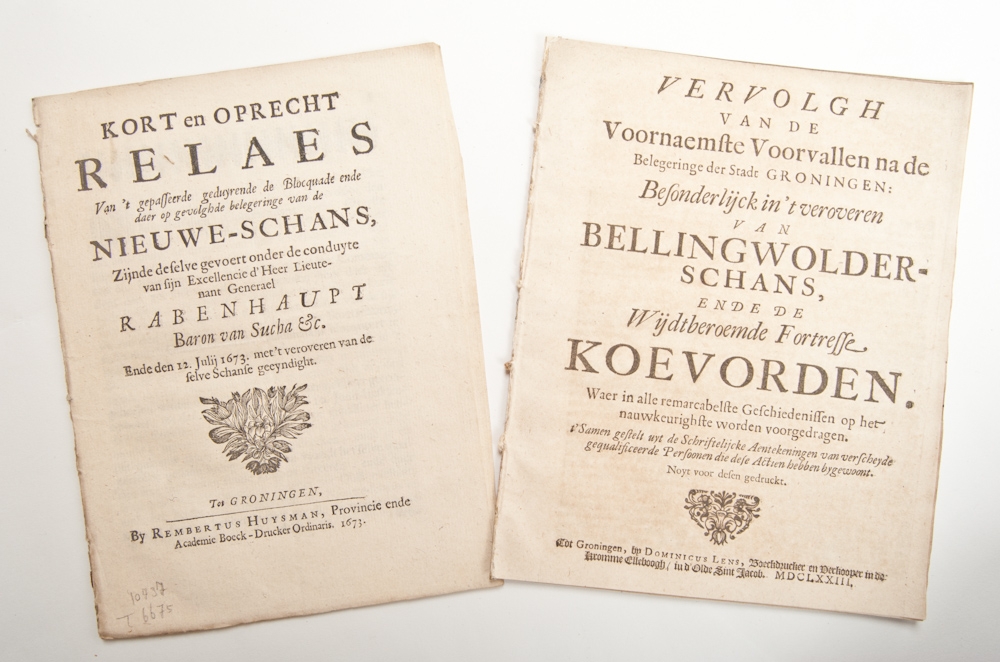 KORT en OPRECHT
RELAES
Van 't gepasseerde geduyrende de Blocquade ende
daer op gevolghde belegeringe van de
NIEUWE-SCHANS,
Zijnde deſelve gevoert onder de conduyte
van ſijn Excellencie d'Heer Lieute-
nant Generael
RABENHAUPT
Baron van Sucha &c.
Ende den 12. Julij 1673. met't veroveren van de
ſelve Schanſe geeyndight.
Tot GRONINGEN,
By REMBERTUS HUYSMAN, Provincie ende
Academie Boeck-Drucker Ordinaris. 1673.
10937
T 6675
VERVOLGH
VAN DE
Voornaemſte Voorvallen na de
Belegeringe der Stadt GRONINGEN:
Beſonderlijck in 't veroveren
VAN
BELLINGWOLDER-
SCHANS,
ENDE DE
Wijdtberoemde Fortreſſe
KOEVORDEN.
Waer in alle remarcabelſte Geſchiedeniſſen op het
nauwkeurighſte worden voorgedragen.
t'Samen geſtelt uyt de Schriftelijcke Aentekeningen van verſcheyde
gequalificeerde Perſoonen die deſe Actien hebben bygewoont.
Noyt voor deſen gedruckt.
Tot Groningen, by DOMINICUS LENS, Boeckdrucker en Verkooper in de
Kromme Elleboogh/ in d'Olde Sint Jacob. MDCLXXIII.